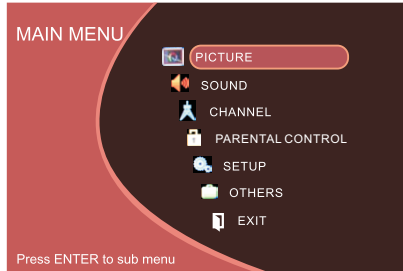 MAIN MENU
PICTURE
SOUND
CHANNEL
PARENTAL CONTROL
SETUP
OTHERS
EXIT
Press ENTER to sub menu